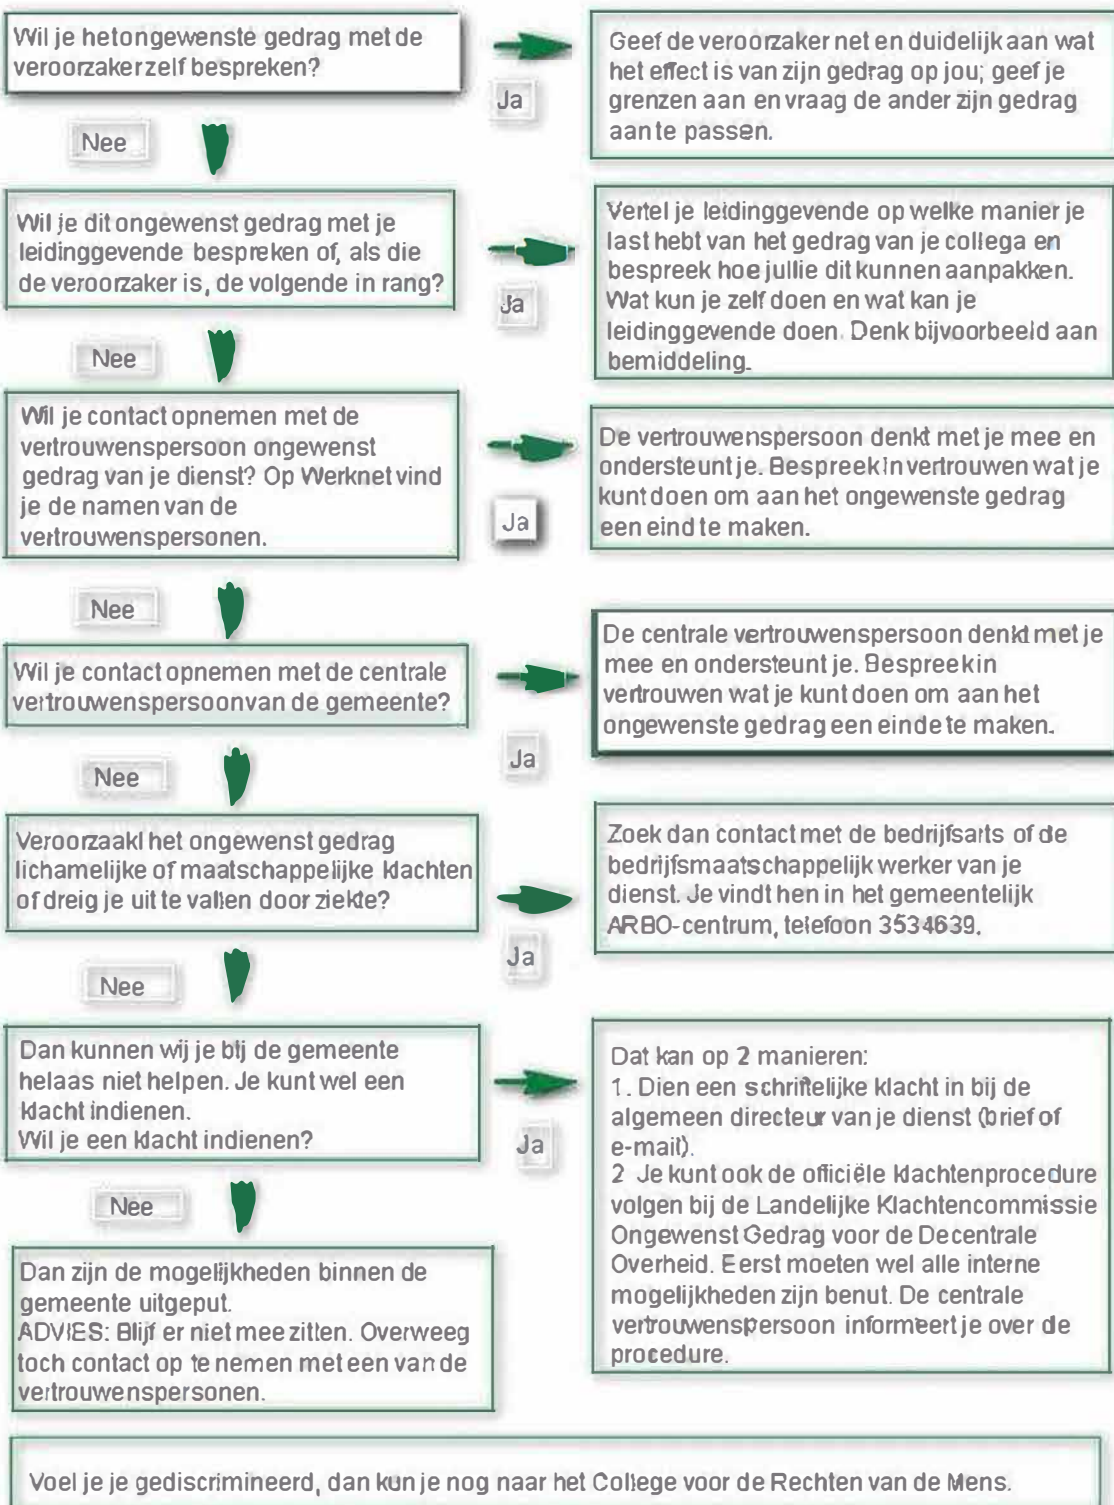 Wil je het ongewenste gedrag met de
veroorzaker zelf bespreken?
Ja
Geef de veroorzaker net en duidelijk aan wat
het effect is van zijn gedrag op jou; geef je
grenzen aan en vraag de ander zijn gedrag
aan te passen.
Nee
Wil je dit ongewenst gedrag met je
leidinggevende bespreken of, als die
de veroorzaker is, de volgende in rang?
Ja
Vertel je leidinggevende op welke manier je
last hebt van het gedrag van je collega en
bespreek hoe jullie dit kunnen aanpakken.
Wat kun je zelf doen en wat kan je
leidinggevende doen. Denk bijvoorbeeld aan
bemiddeling.
Nee
Wil je contact opnemen met de
vertrouwenspersoon ongewenst
gedrag van je dienst? Op Werknet vind
je de namen van de
vertrouwenspersonen.
Ja
De vertrouwenspersoon denkt met je mee en
ondersteunt je. Bespreek in vertrouwen wat je
kunt doen om aan het ongewenste gedrag
een eind te maken.
Nee
Wil je contact opnemen met de centrale
vertrouwenspersoon van de gemeente?
Ja
De centrale vertrouwenspersoon denkt met je
mee en ondersteunt je. Bespreek in
vertrouwen wat je kunt doen om aan het
ongewenste gedrag een einde te maken.
Nee
Veroorzaakt het ongewenst gedrag
lichamelijke of maatschappelijke klachten
of dreig je uit te vallen door ziekte?
Ja
Zoek dan contact met de bedrijfsarts of de
bedrijfsmaatschappelijk werker van je
dienst. Je vindt hen in het gemeentelijk
ARBO-centrum, telefoon 3534639.
Nee
Dan kunnen wij je bij de gemeente
helaas niet helpen. Je kunt wel een
klacht indienen.
Wil je een klacht indienen?
Ja
Dat kan op 2 manieren:
1. Dien een schriftelijke klacht in bij de
algemeen directeur van je dienst (brief of
e-mail).
2 Je kunt ook de officiële klachtenprocedure
volgen bij de Landelijke Klachtencommissie
Ongewenst Gedrag voor de Decentrale
Overheid. Eerst moeten wel alle interne
mogelijkheden zijn benut. De centrale
vertrouwenspersoon informeert je over de
procedure.
Nee
Dan zijn de mogelijkheden binnen de
gemeente uitgeput.
ADVIES: Blijf er niet mee zitten. Overweeg
toch contact op te nemen met een van de
vertrouwenspersonen.
Voel je je gediscrimineerd, dan kun je nog naar het College voor de Rechten van de Mens.